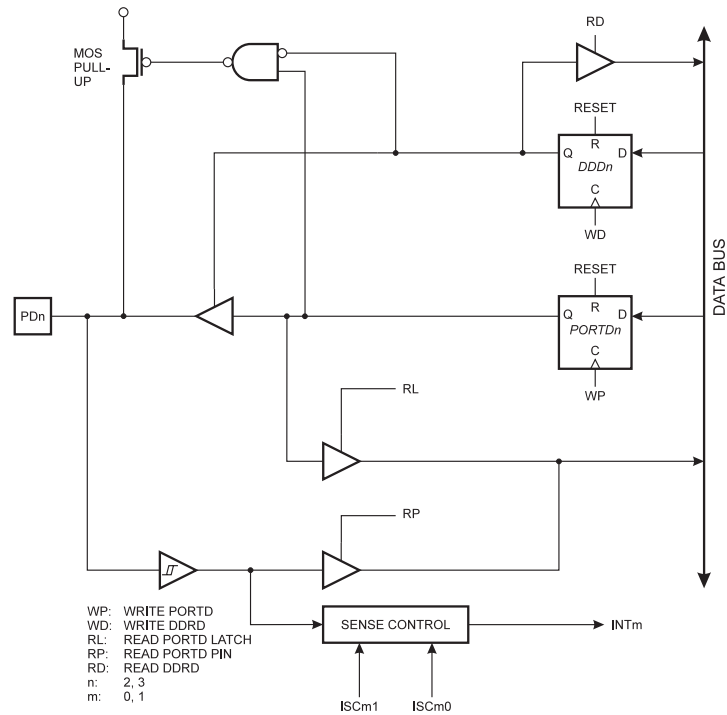 MOS
PULL-
UP
RD
RESET
R
Q
D
DDDn
C
WD
DATA BUS
RESET
PDn
R
Q
D
PORTDn
C
WP
RL
RP
WP: WRITE PORTD
WD: WRITE DDRD
RL: READ PORTD LATCH
RP: READ PORTD PIN
RD: READ DDRD
n: 2, 3
m: 0, 1
SENSE CONTROL
INTm
ISCm1
ISCm0